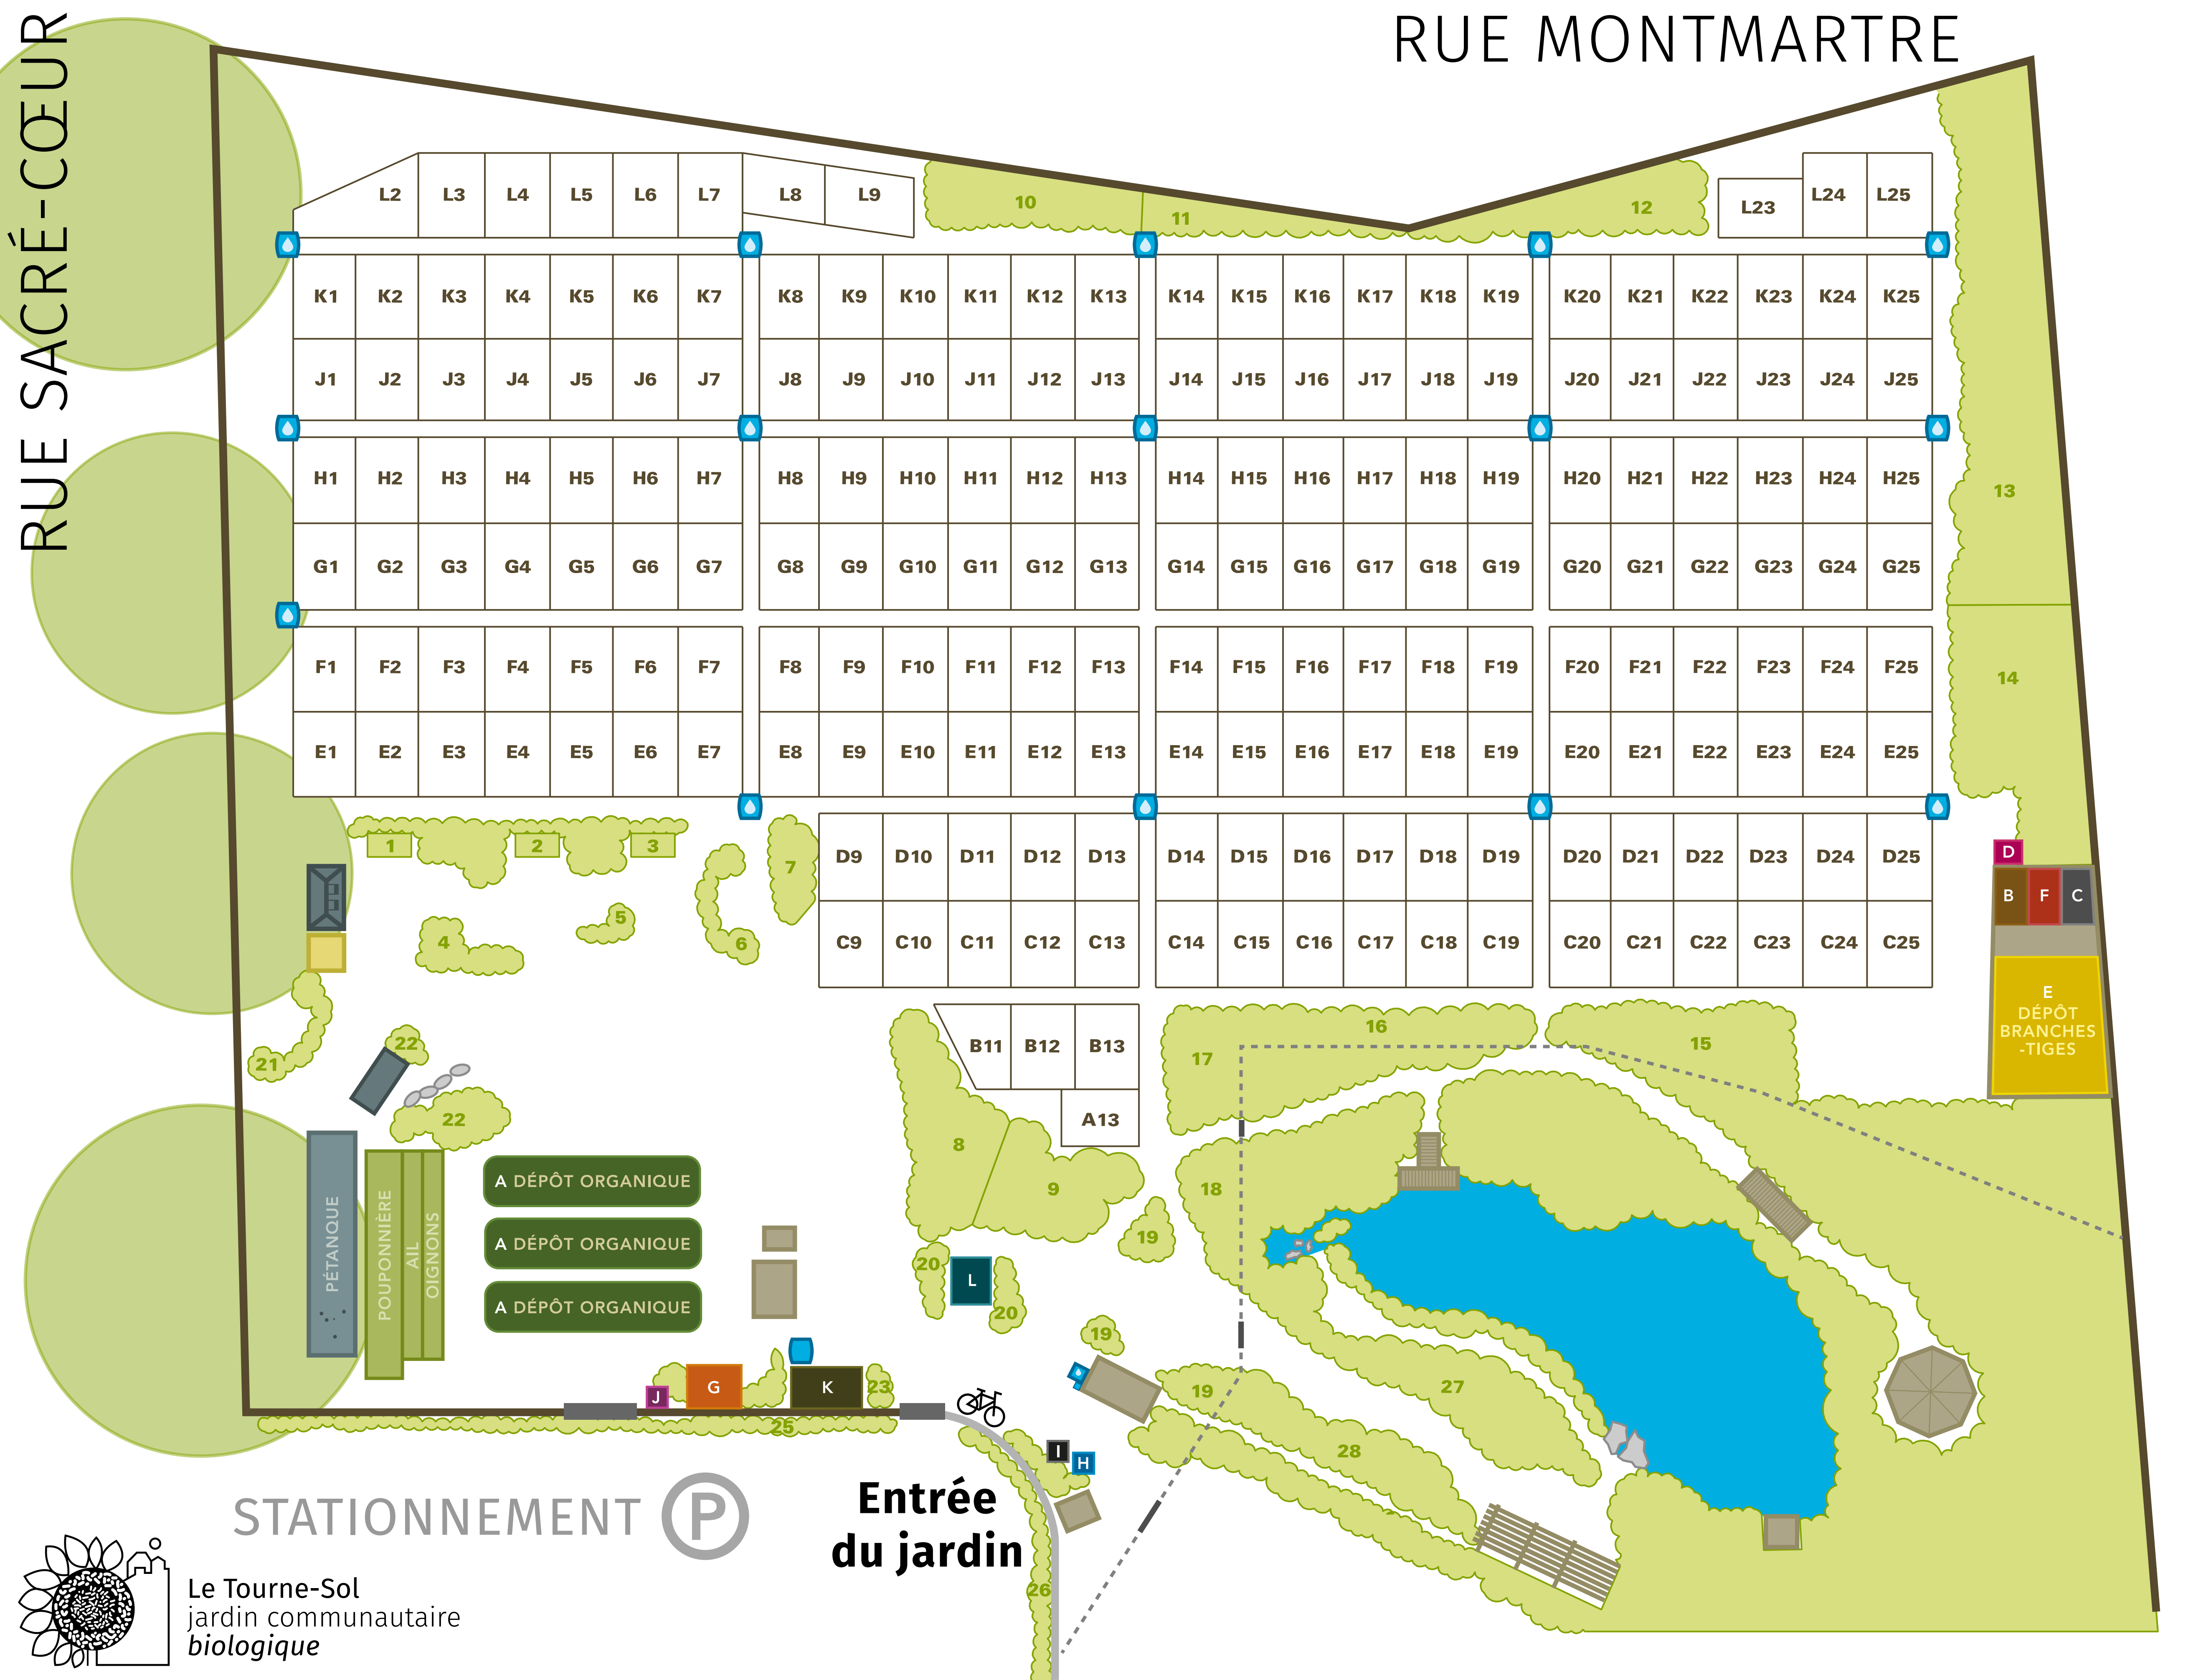 RUE SACRÉ-CŒUR
RUE MONTMARTRE
L2 L3 L4 L5 L6 L7 L8 L9 10 11 12 L23 L24 L25
K1 K2 K3 K4 K5 K6 K7 K8 K9 K10 K11 K12 K13 K14 K15 K16 K17 K18 K19 K20 K21 K22 K23 K24 K25
J1 J2 J3 J4 J5 J6 J7 J8 J9 J10 J11 J12 J13 J14 J15 J16 J17 J18 J19 J20 J21 J22 J23 J24 J25
H1 H2 H3 H4 H5 H6 H7 H8 H9 H10 H11 H12 H13 H14 H15 H16 H17 H18 H19 H20 H21 H22 H23 H24 H25
13
G1 G2 G3 G4 G5 G6 G7 G8 G9 G10 G11 G12 G13 G14 G15 G16 G17 G18 G19 G20 G21 G22 G23 G24 G25
F1 F2 F3 F4 F5 F6 F7 F8 F9 F10 F11 F12 F13 F14 F15 F16 F17 F18 F19 F20 F21 F22 F23 F24 F25
14
E1 E2 E3 E4 E5 E6 E7 E8 E9 E10 E11 E12 E13 E14 E15 E16 E17 E18 E19 E20 E21 E22 E23 E24 E25
1 2 3
7
D9 D10 D11 D12 D13 D14 D15 D16 D17 D18 D19 D20 D21 D22 D23 D24 D25
D
B F C
4 5 6
C9 C10 C11 C12 C13 C14 C15 C16 C17 C18 C19 C20 C21 C22 C23 C24 C25
E
DÉPÔT
BRANCHES
-TIGES
21 22
22
B11 B12 B13
A13
17 16 15
8 9
18
19
PÉTANQUE
POUPONNIÈRE
AIL
OIGNONS
A DÉPÔT ORGANIQUE
A DÉPÔT ORGANIQUE
A DÉPÔT ORGANIQUE
20 L 20
19
19
27
28
J G K 23
25
I H
26
STATIONNEMENT P
Entrée
du jardin
Le Tourne-Sol
jardin communautaire
biologique